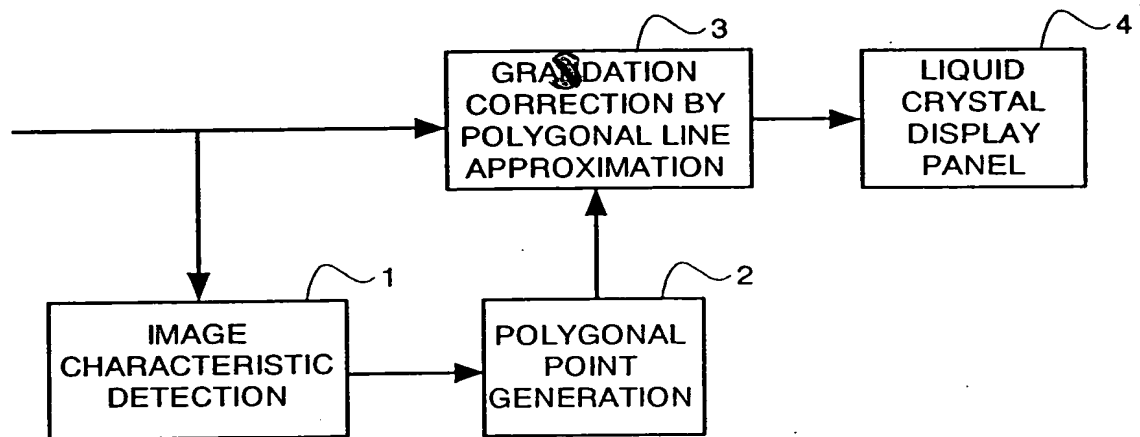 3
GRADATION
CORRECTION BY
POLYGONAL LINE
APPROXIMATION
4
LIQUID
CRYSTAL
DISPLAY
PANEL
1
IMAGE
CHARACTERISTIC
DETECTION
2
POLYGONAL
POINT
GENERATION